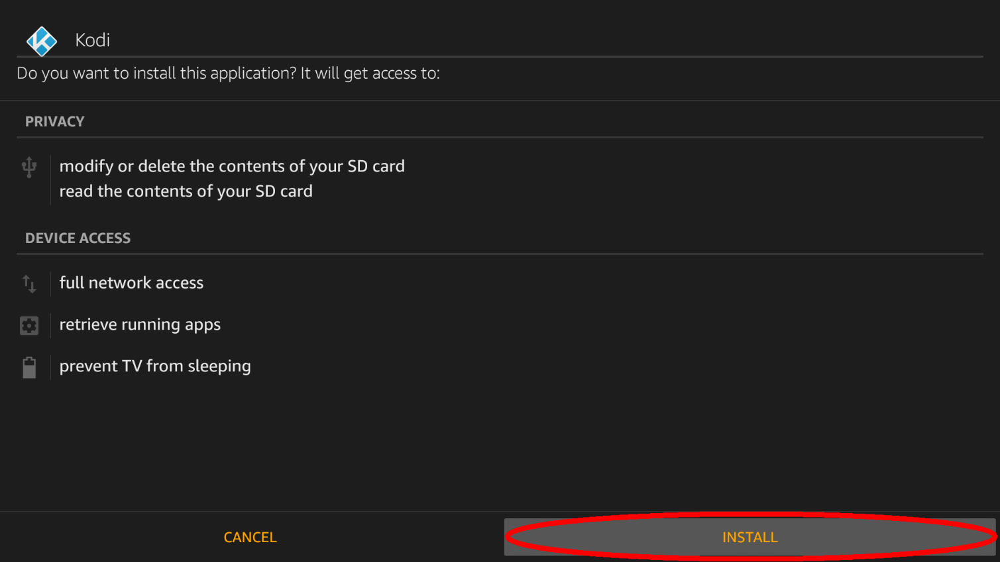 Kodi
Do you want to install this application? It will get access to:
PRIVACY
modify or delete the contents of your SD card
read the contents of your SD card
DEVICE ACCESS
full network access
retrieve running apps
prevent TV from sleeping
CANCEL
INSTALL